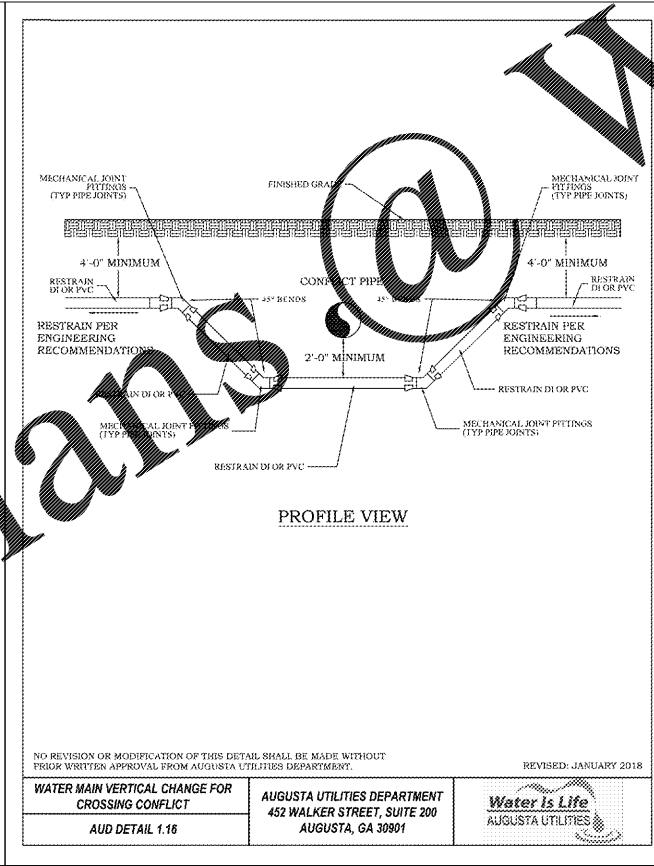 MECHANICAL JOINT
FITTINGS
(TYP PIPE JOINTS)
FINISHED GRADE
MECHANICAL JOINT
FITTINGS
(TYP PIPE JOINTS)
4'-0" MINIMUM
4'-0" MINIMUM
RESTRAIN
DI OR PVC
CONFLICT PIPE
RESTRAIN
DI OR PVC
45° BENDS
45° BENDS
RESTRAIN PER
ENGINEERING
RECOMMENDATIONS
RESTRAIN PER
ENGINEERING
RECOMMENDATIONS
2'-0" MINIMUM
RESTRAIN DI OR PVC
RESTRAIN DI OR PVC
MECHANICAL JOINT FITTINGS
(TYP PIPE JOINTS)
MECHANICAL JOINT FITTINGS
(TYP PIPE JOINTS)
RESTRAIN DI OR PVC
PROFILE VIEW
ans @ w
NO REVISION OR MODIFICATION OF THIS DETAIL SHALL BE MADE WITHOUT
PRIOR WRITTEN APPROVAL FROM AUGUSTA UTILITIES DEPARTMENT.
REVISED: JANUARY 2018
WATER MAIN VERTICAL CHANGE FOR
CROSSING CONFLICT
AUD DETAIL 1.16
AUGUSTA UTILITIES DEPARTMENT
452 WALKER STREET, SUITE 200
AUGUSTA, GA 30901
Water Is Life
AUGUSTA UTILITIES